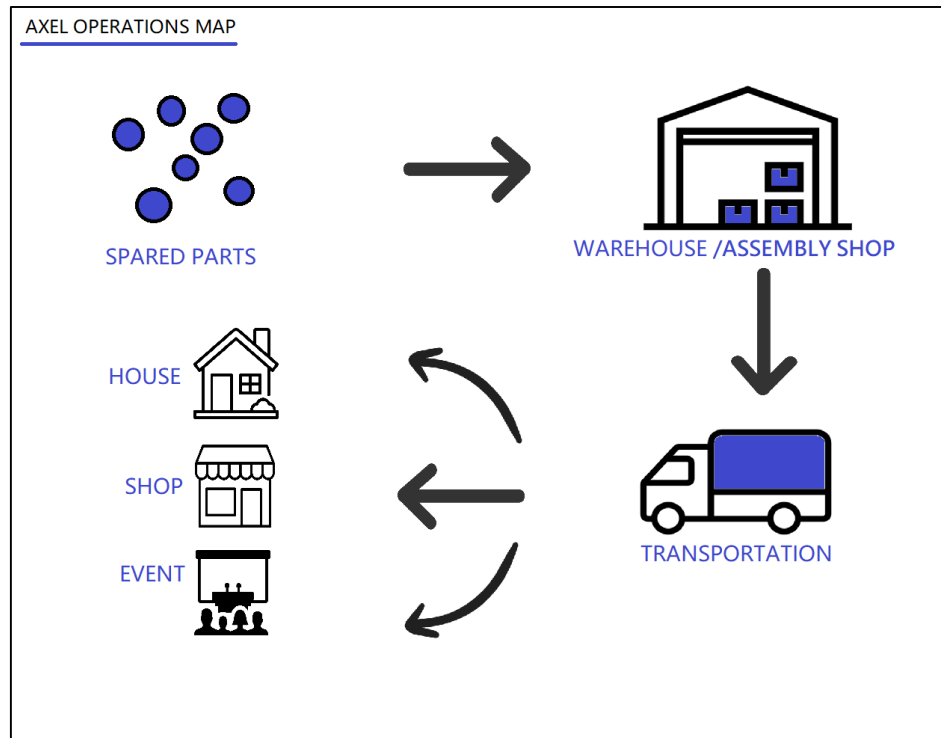 AXEL OPERATIONS MAP
SPARED PARTS
WAREHOUSE /ASSEMBLY SHOP
HOUSE
SHOP
EVENT
TRANSPORTATION